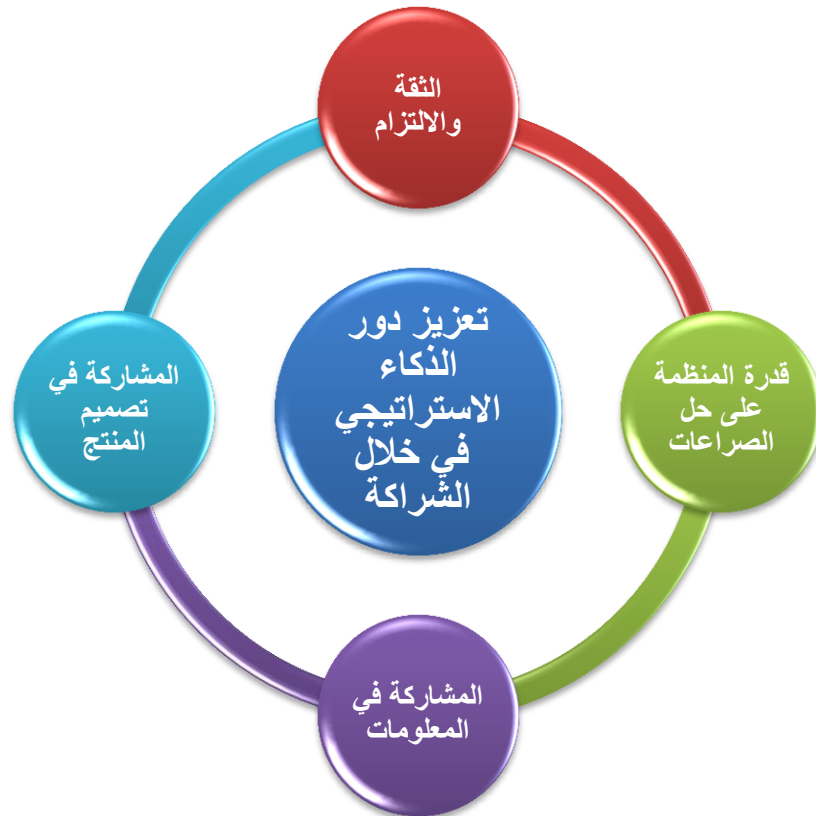 الثقة
والالتزام
تعزيز دور
الذكاء
الاستراتيجي
في خلال
الشراكة
قدرة المنظمة
على حل
الصراعات
المشاركة في
تصميم
المنتج
المشاركة في
المعلومات